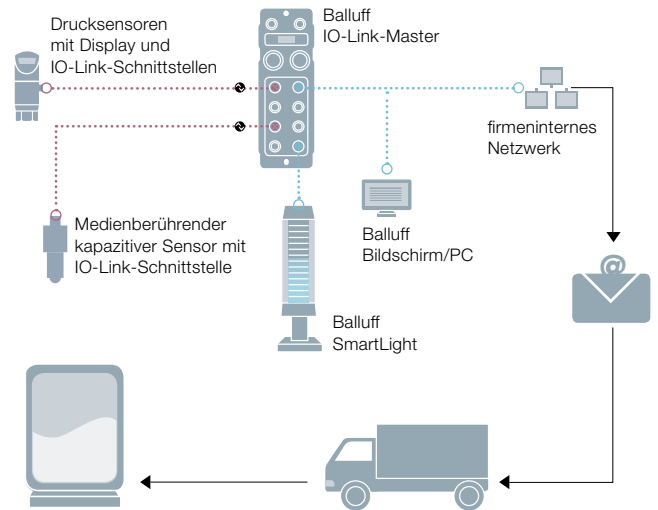 Drucksensoren
mit Display und
IO-Link-Schnittstellen
Balluff
IO-Link-Master
firmeninternes
Netzwerk
Medienberührender
kapazitiver Sensor mit
IO-Link-Schnittstelle
Balluff
Bildschirm/PC
Balluff
SmartLight
@